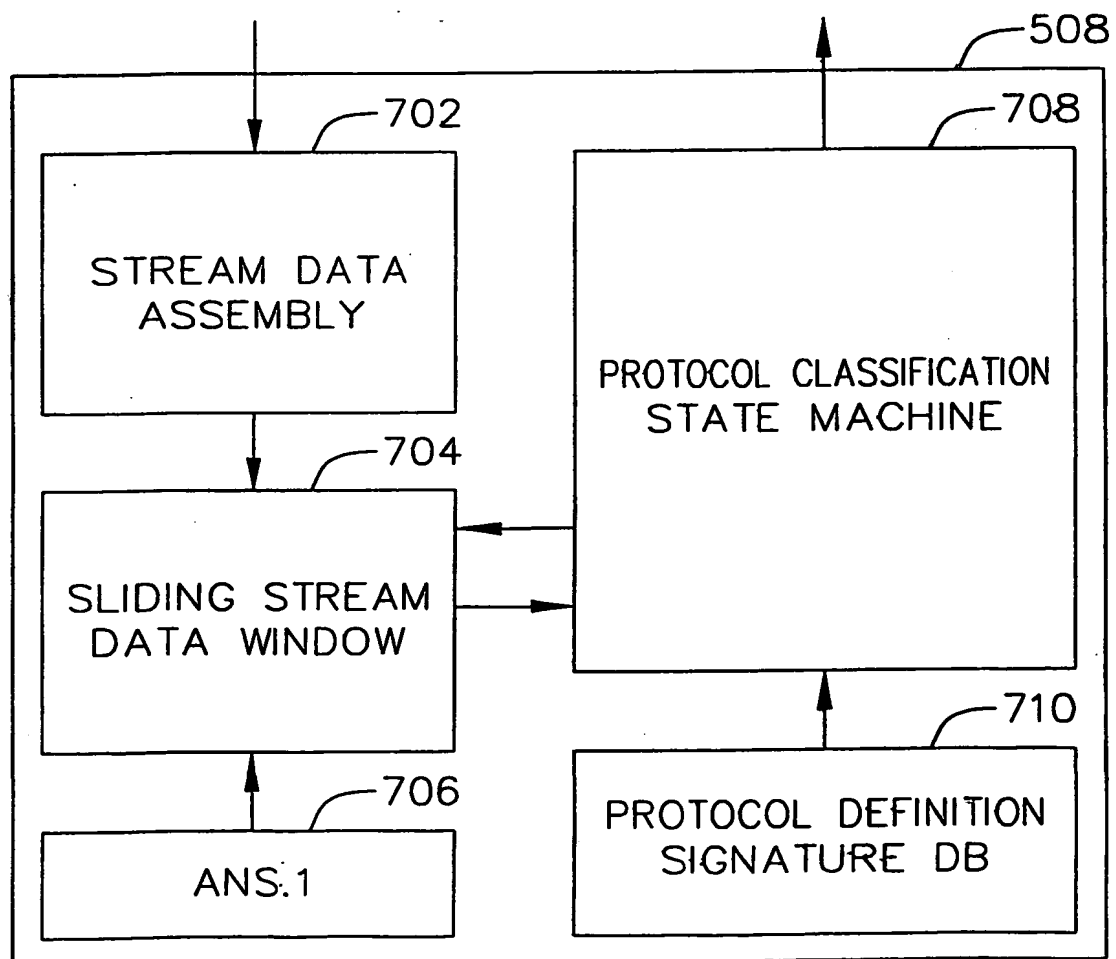 508
702
STREAM DATA
ASSEMBLY
708
PROTOCOL CLASSIFICATION
STATE MACHINE
704
SLIDING STREAM
DATA WINDOW
706
ANS.1
710
PROTOCOL DEFINITION
SIGNATURE DB